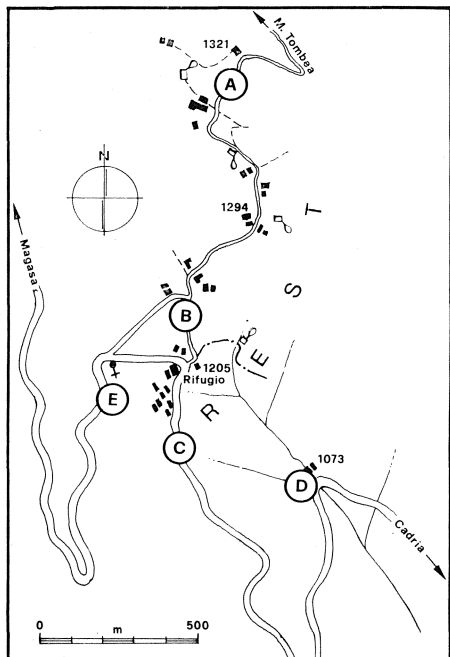 M. Tombea
1321
A
N
1294
T
Magasa
S
B
E
1205
Rifugio
E
R
C
1073
D
Cadria
0 500
m